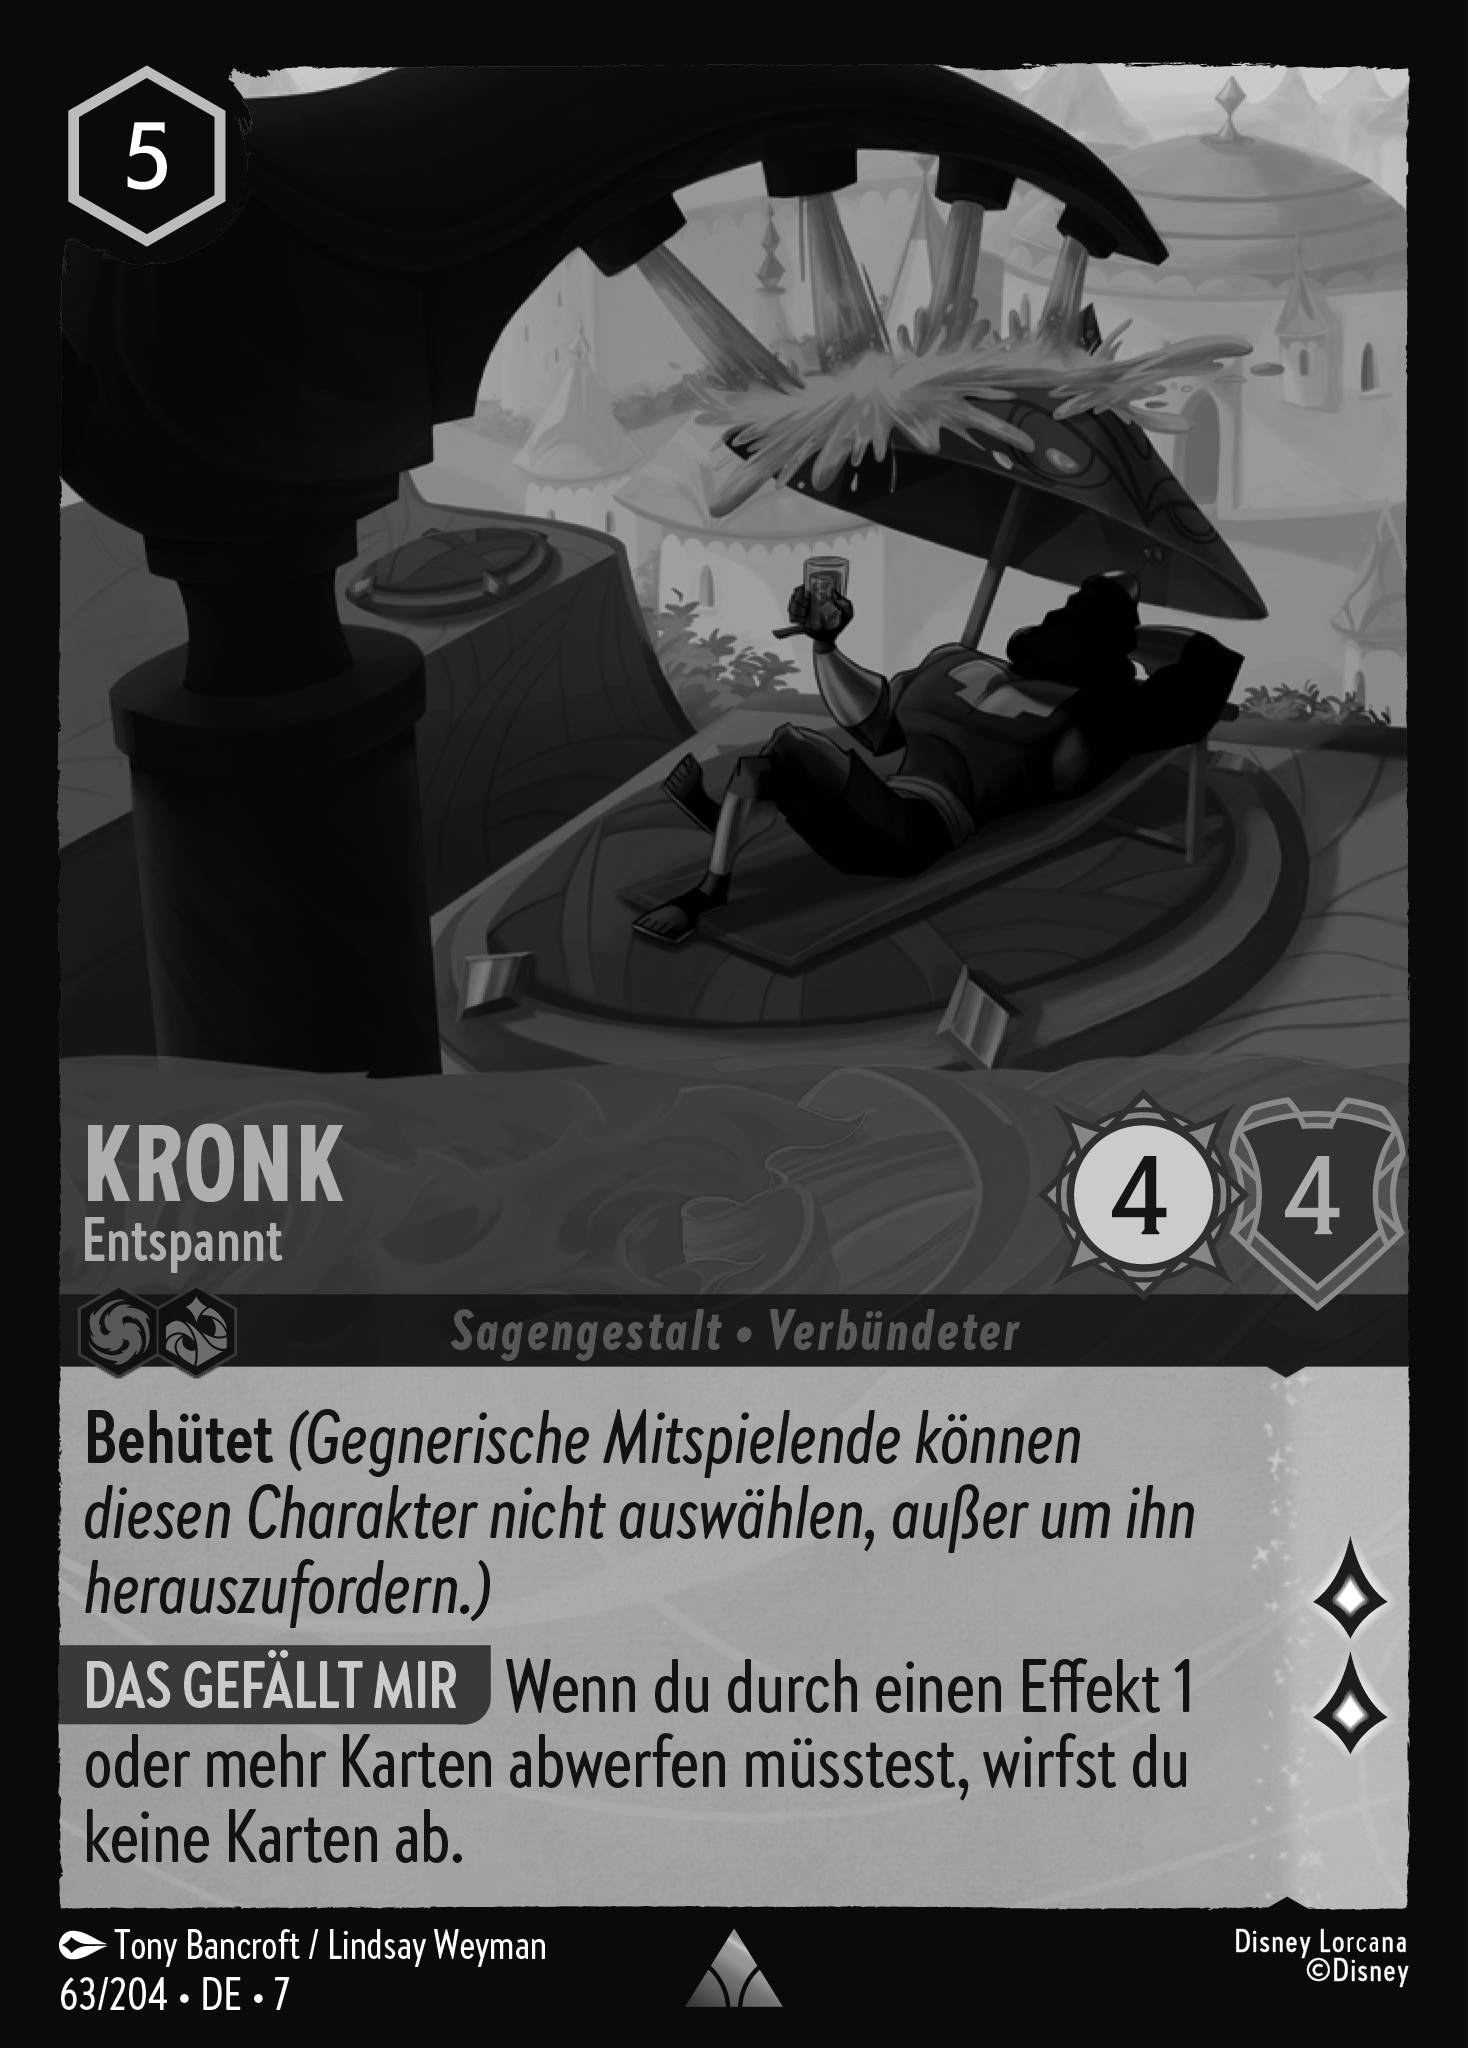 5
KRONK
Entspannt
4
4
Sagengestalt • Verbündeter
Behütet (Gegnerische Mitspielende können
diesen Charakter nicht auswählen, außer um ihn
herauszufordern.)
DAS GEFÄLLT MIR Wenn du durch einen Effekt 1
oder mehr Karten abwerfen müsstest, wirfst du
keine Karten ab.
Tony Bancroft / Lindsay Weyman
63/204 • DE • 7
Disney Lorcana
©Disney